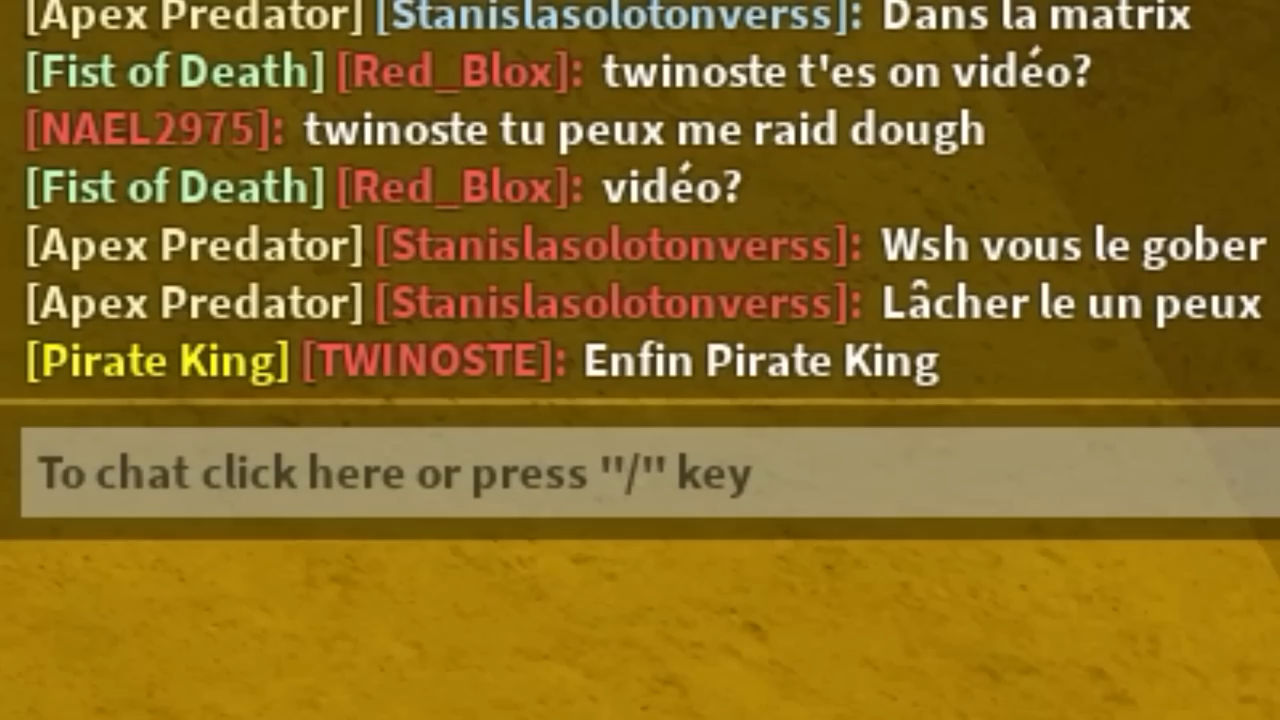 [Apex Predator] [Stanislasolotonverss]: Dans la matrix
[Fist of Death] [Red_Blox]: twinoste t'es on vidéo?
[NAEL2975]: twinoste tu peux me raid dough
[Fist of Death] [Red_Blox]: vidéo?
[Apex Predator] [Stanislasolotonverss]: Wsh vous le gober
[Apex Predator] [Stanislasolotonverss]: Lâcher le un peux
[Pirate King] [TWINOSTE]: Enfin Pirate King
To chat click here or press "/" key